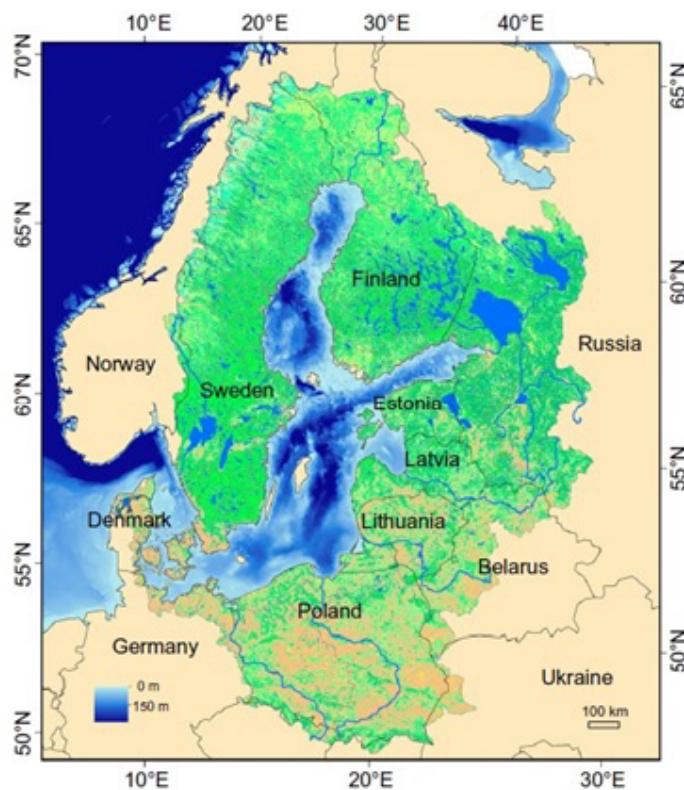 10°E 20°E 30°E 40°E
70°N
65°N
65°N
Finland
60°N
Russia
Norway
Sweden
60°N
Estonia
Latvia
55°N
Denmark
Lithuania
55°N
Belarus
Poland
Germany
50°N
Ukraine
0 m
150 m
100 km
50°N
10°E 20°E 30°E